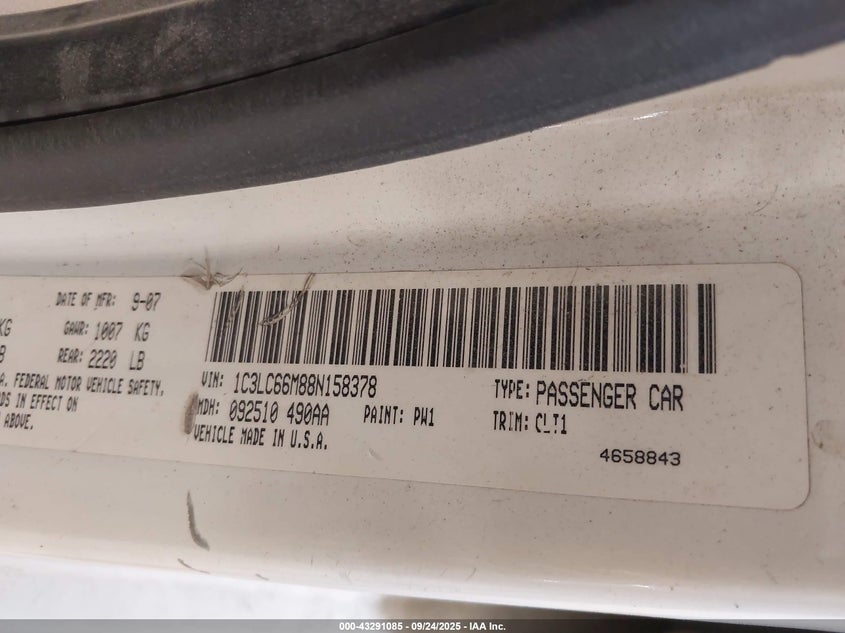 DATE OF MFR: 9-07
KG GAWR: 1007 KG
B REAR: 2220 LB
A. FEDERAL MOTOR VEHICLE SAFETY,
DS IN EFFECT ON
ABOVE.
VIN: 1C3LC66M88N158378 TYPE: PASSENGER CAR
MDH: 092510 490AA PAINT: PW1 TRIM: CLT1
VEHICLE MADE IN U.S.A.
4658843
000-43291085 - 09/24/2025 - IAA Inc.